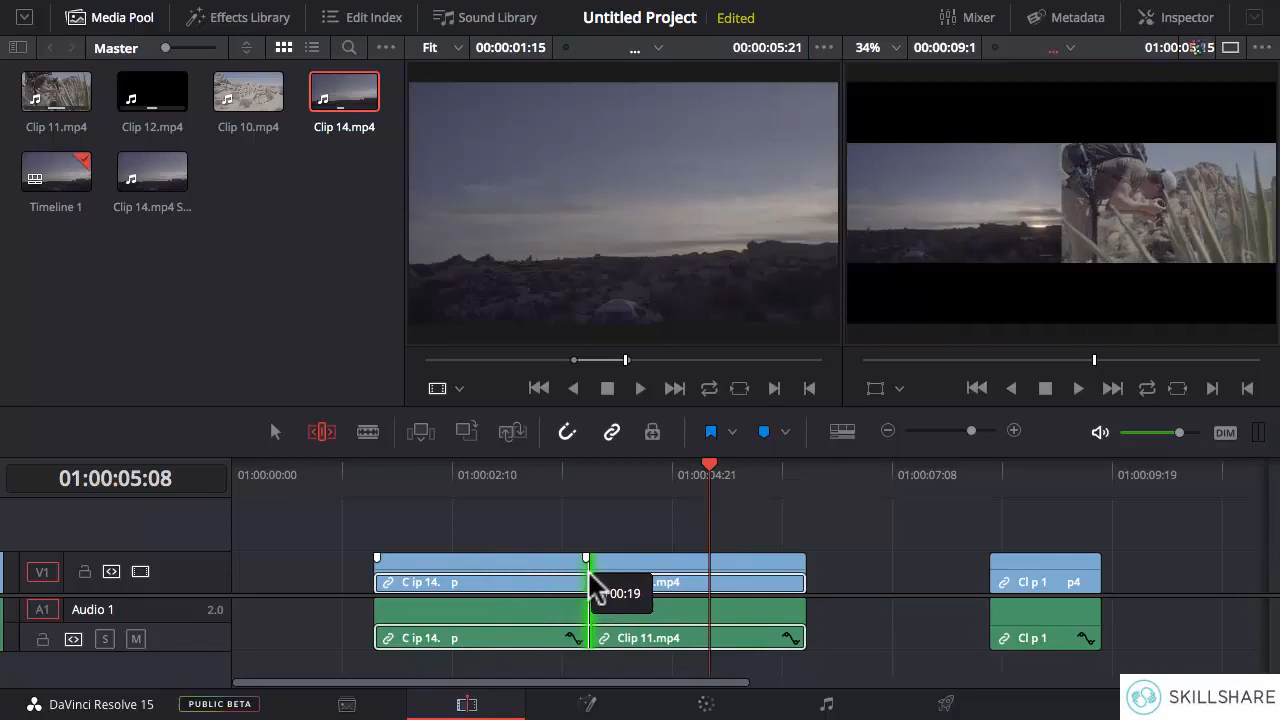 Media Pool
Effects Library
Edit Index
Sound Library
Untitled Project
Edited
Mixer
Metadata
Inspector
Master
Fit
00:00:01:15
...
00:00:05:21
34%
00:00:09:1
...
Clip 11.mp4
Clip 12.mp4
Clip 10.mp4
Clip 14.mp4
Timeline 1
Clip 14.mp4 S...
DIM
01:00:05:08
01:00:00:00
01:00:02:10
01:00:04:21
01:00:07:08
01:00:09:19
V1
C ip 14. p
.mp4
Cl p 1 p4
:00:19
A1
Audio 1
2.0
S
M
C ip 14. p
Clip 11.mp4
Cl p 1
DaVinci Resolve 15
PUBLIC BETA
SKILLSHARE